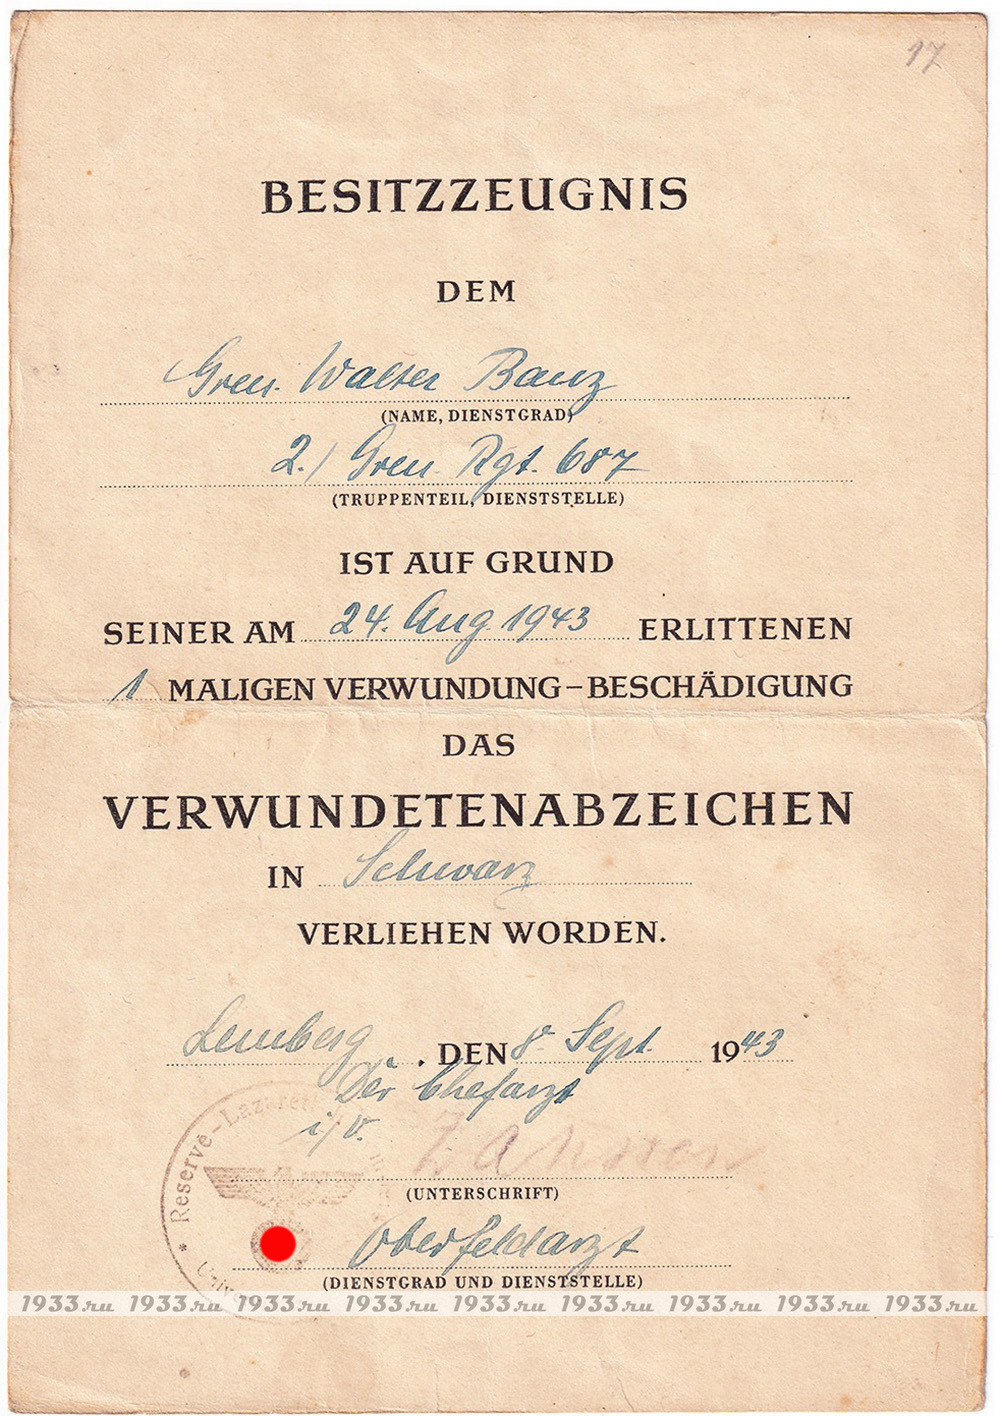 17
BESITZZEUGNIS
DEM
Gren. Walter Banz
(NAME, DIENSTGRAD)
2./ Gren. Rgt. 687
(TRUPPENTEIL, DIENSTSTELLE)
IST AUF GRUND
SEINER AM 24. Aug. 1943 ERLITTENEN
1 MALIGEN VERWUNDUNG – BESCHÄDIGUNG
DAS
VERWUNDETENABZEICHEN
IN Schwarz
VERLIEHEN WORDEN.
Lemberg, DEN 8. Sept. 1943
Der Chefarzt
i/V.
(UNTERSCHRIFT)
Oberfeldarzt
(DIENSTGRAD UND DIENSTSTELLE)
* Reserve-Lazarett
1933.ru 1933.ru 1933.ru 1933.ru 1933.ru 1933.ru 1933.ru 1933.ru 1933.ru